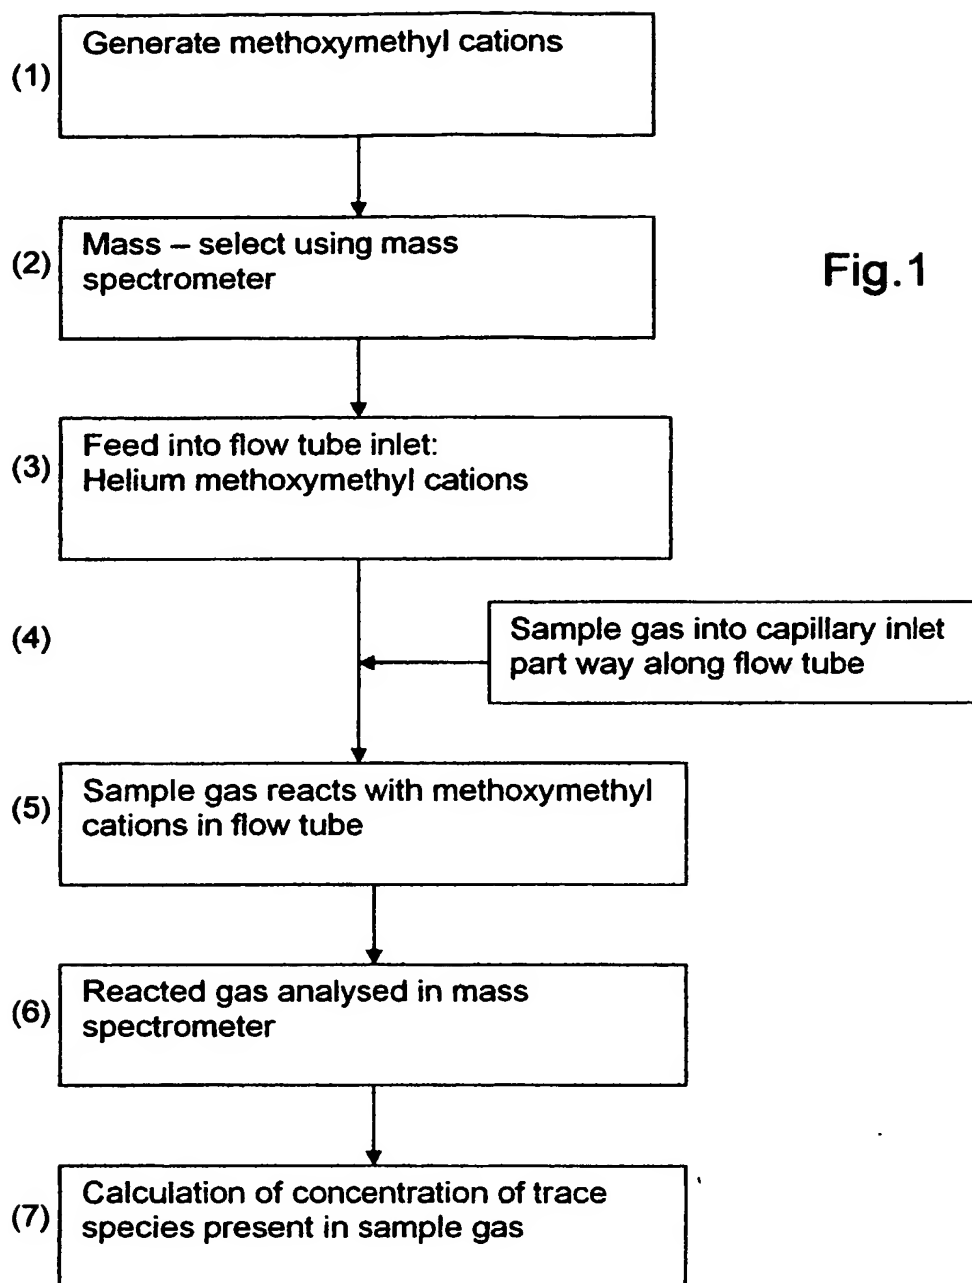 (1)
Generate methoxymethyl cations
(2)
Mass – select using mass
spectrometer
Fig.1
(3)
Feed into flow tube inlet:
Helium methoxymethyl cations
(4)
Sample gas into capillary inlet
part way along flow tube
(5)
Sample gas reacts with methoxymethyl
cations in flow tube
(6)
Reacted gas analysed in mass
spectrometer
(7)
Calculation of concentration of trace
species present in sample gas